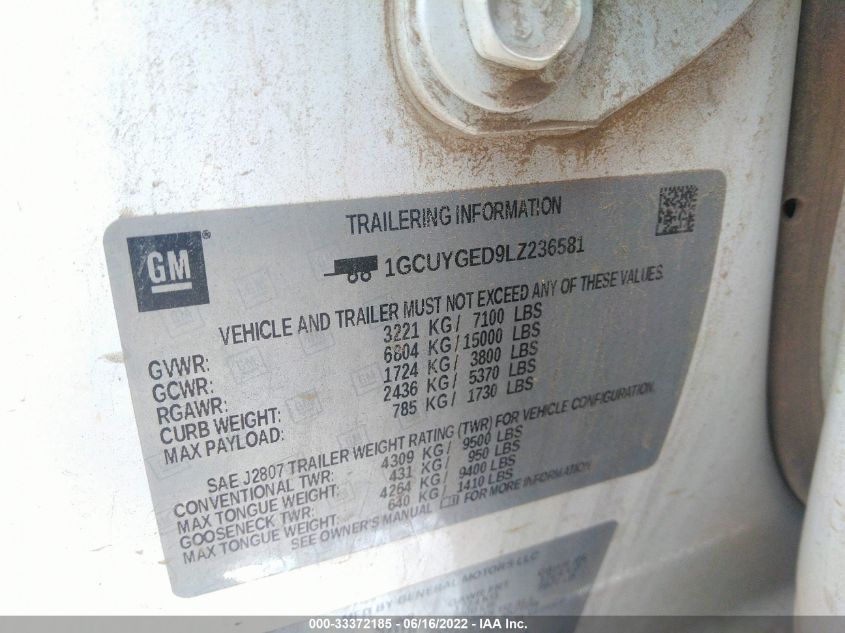 TRAILERING INFORMATION
GM ®
1GCUYGED9LZ236581
VEHICLE AND TRAILER MUST NOT EXCEED ANY OF THESE VALUES
GVWR: 3221 KG / 7100 LBS
GCWR: 6804 KG / 15000 LBS
RGAWR: 1724 KG / 3800 LBS
CURB WEIGHT: 2436 KG / 5370 LBS
MAX PAYLOAD: 785 KG / 1730 LBS
SAE J2807 TRAILER WEIGHT RATING (TWR) FOR VEHICLE CONFIGURATION.
CONVENTIONAL TWR: 4309 KG / 9500 LBS
MAX TONGUE WEIGHT: 431 KG / 950 LBS
GOOSENECK TWR: 4264 KG / 9400 LBS
MAX TONGUE WEIGHT: 640 KG / 1410 LBS
SEE OWNER'S MANUAL FOR MORE INFORMATION
BY GENERAL MOTORS LLC
000-33372185 - 06/16/2022 - IAA Inc.